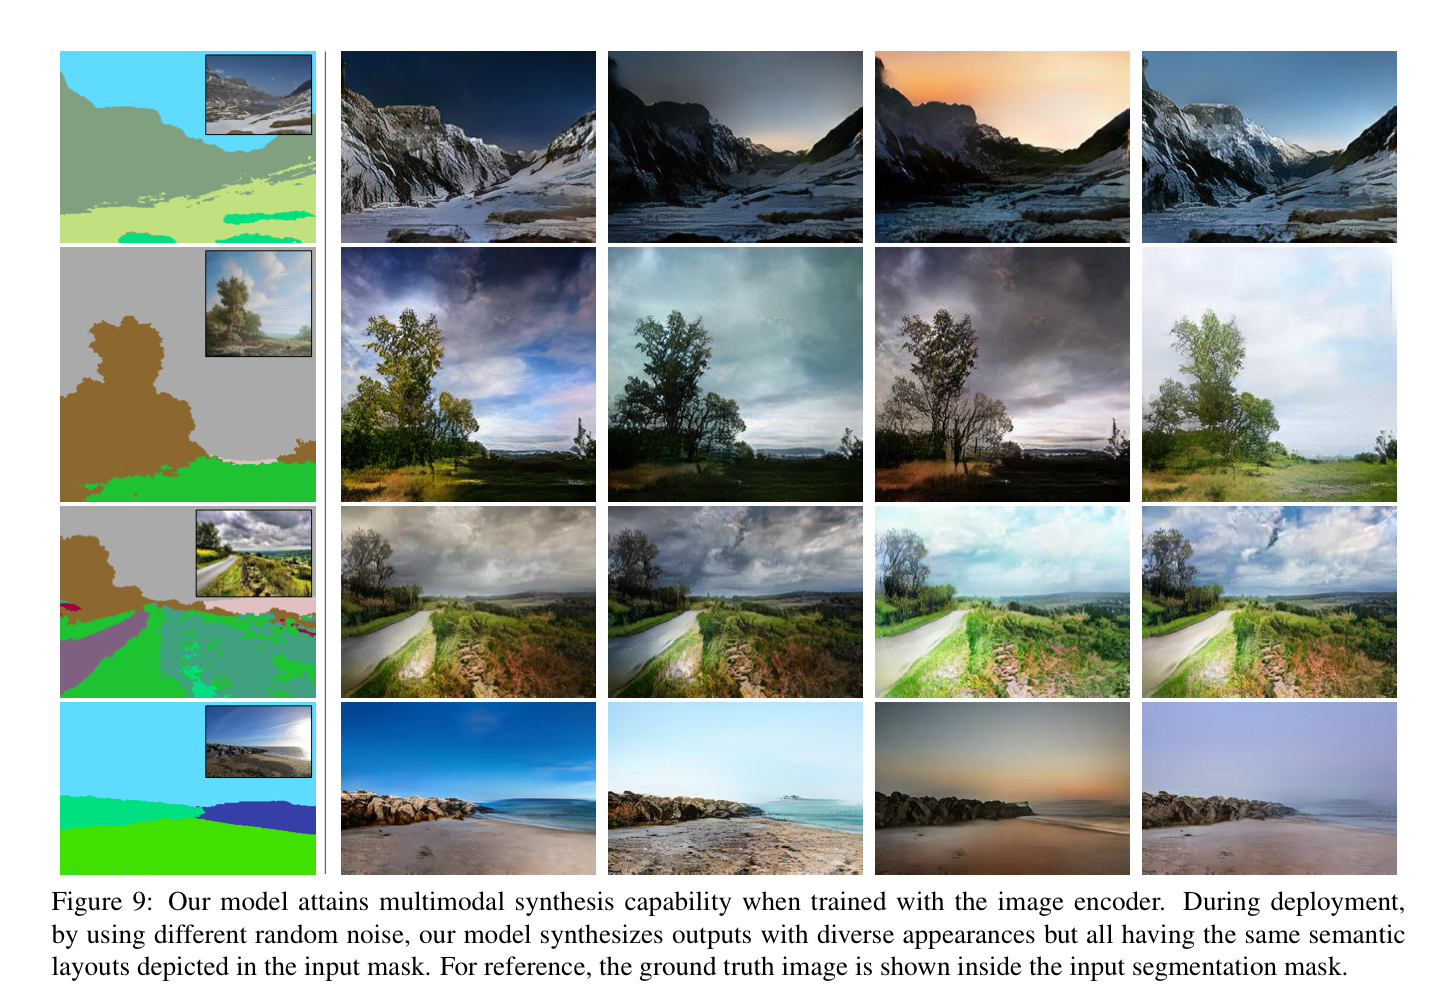 Figure 9: Our model attains multimodal synthesis capability when trained with the image encoder. During deployment,
by using different random noise, our model synthesizes outputs with diverse appearances but all having the same semantic
layouts depicted in the input mask. For reference, the ground truth image is shown inside the input segmentation mask.